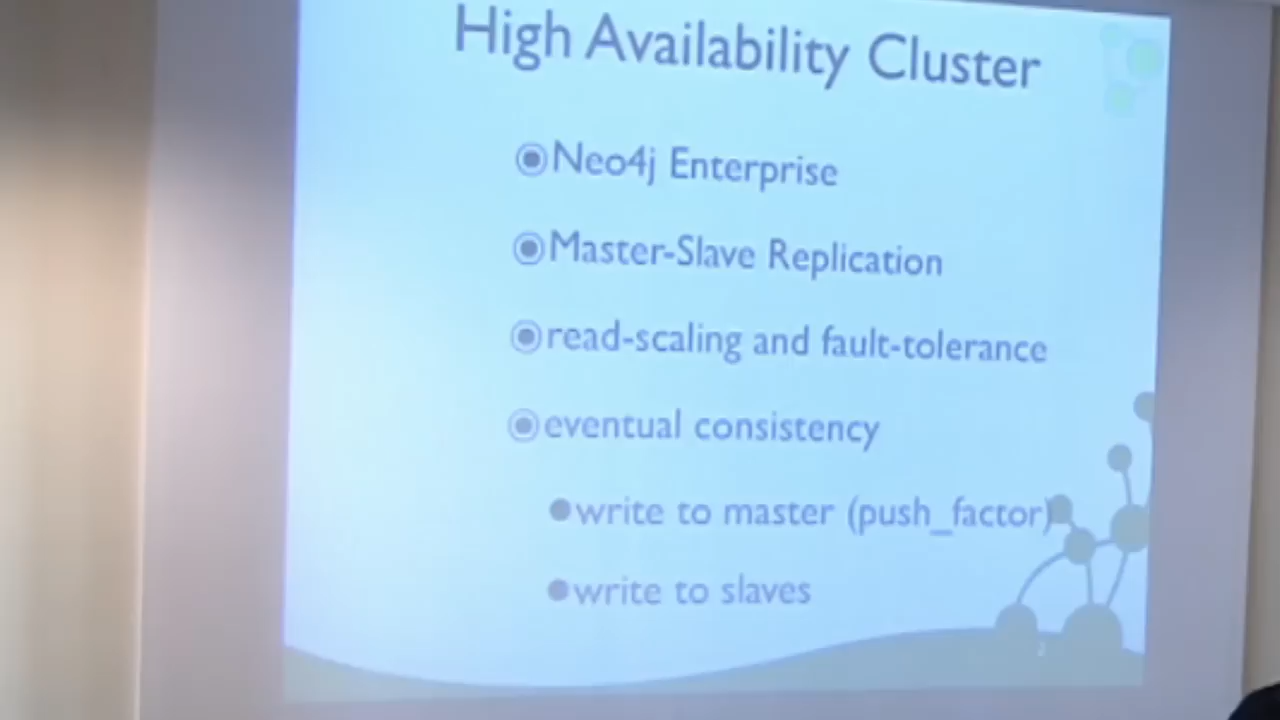 High Availability Cluster
Neo4j Enterprise
Master-Slave Replication
read-scaling and fault-tolerance
eventual consistency
write to master (push_factor)
write to slaves